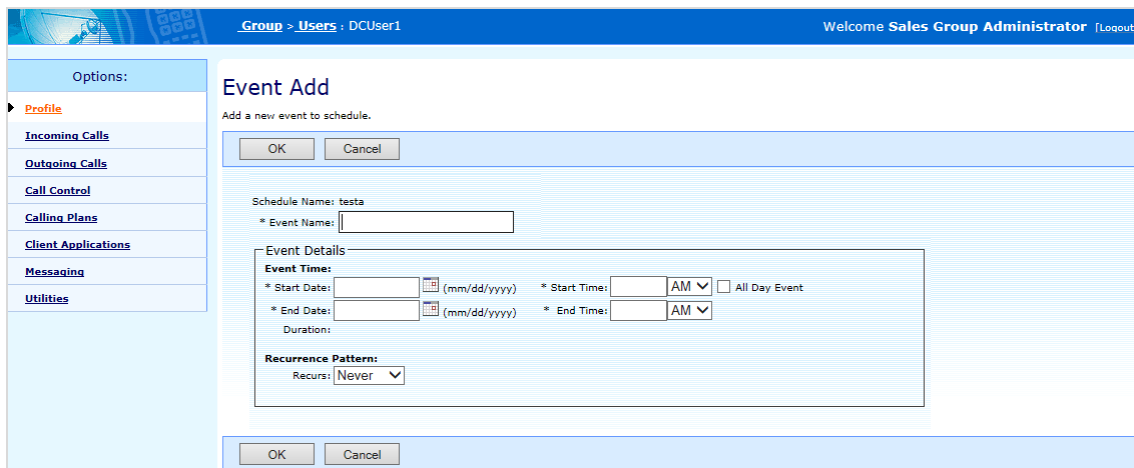 Group > Users : DCUser1
Welcome Sales Group Administrator [Logout
Options:
Profile
Incoming Calls
Outgoing Calls
Call Control
Calling Plans
Client Applications
Messaging
Utilities
Event Add
Add a new event to schedule.
OK Cancel
Schedule Name: testa
* Event Name:
Event Details
Event Time:
* Start Date: (mm/dd/yyyy) * Start Time: AM All Day Event
* End Date: (mm/dd/yyyy) * End Time: AM
Duration:
Recurrence Pattern:
Recurs: Never
OK Cancel